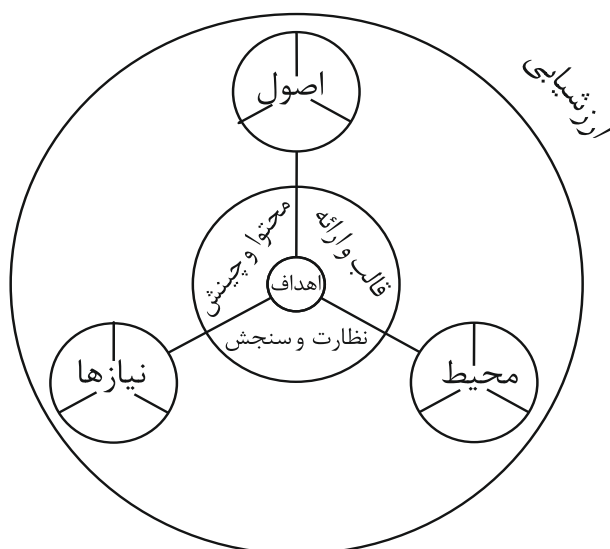 ارزشیابی
اصول
قالب و ارائه
محتوا و چینش
اهداف
نظارت و سنجش
محیط
نیازها